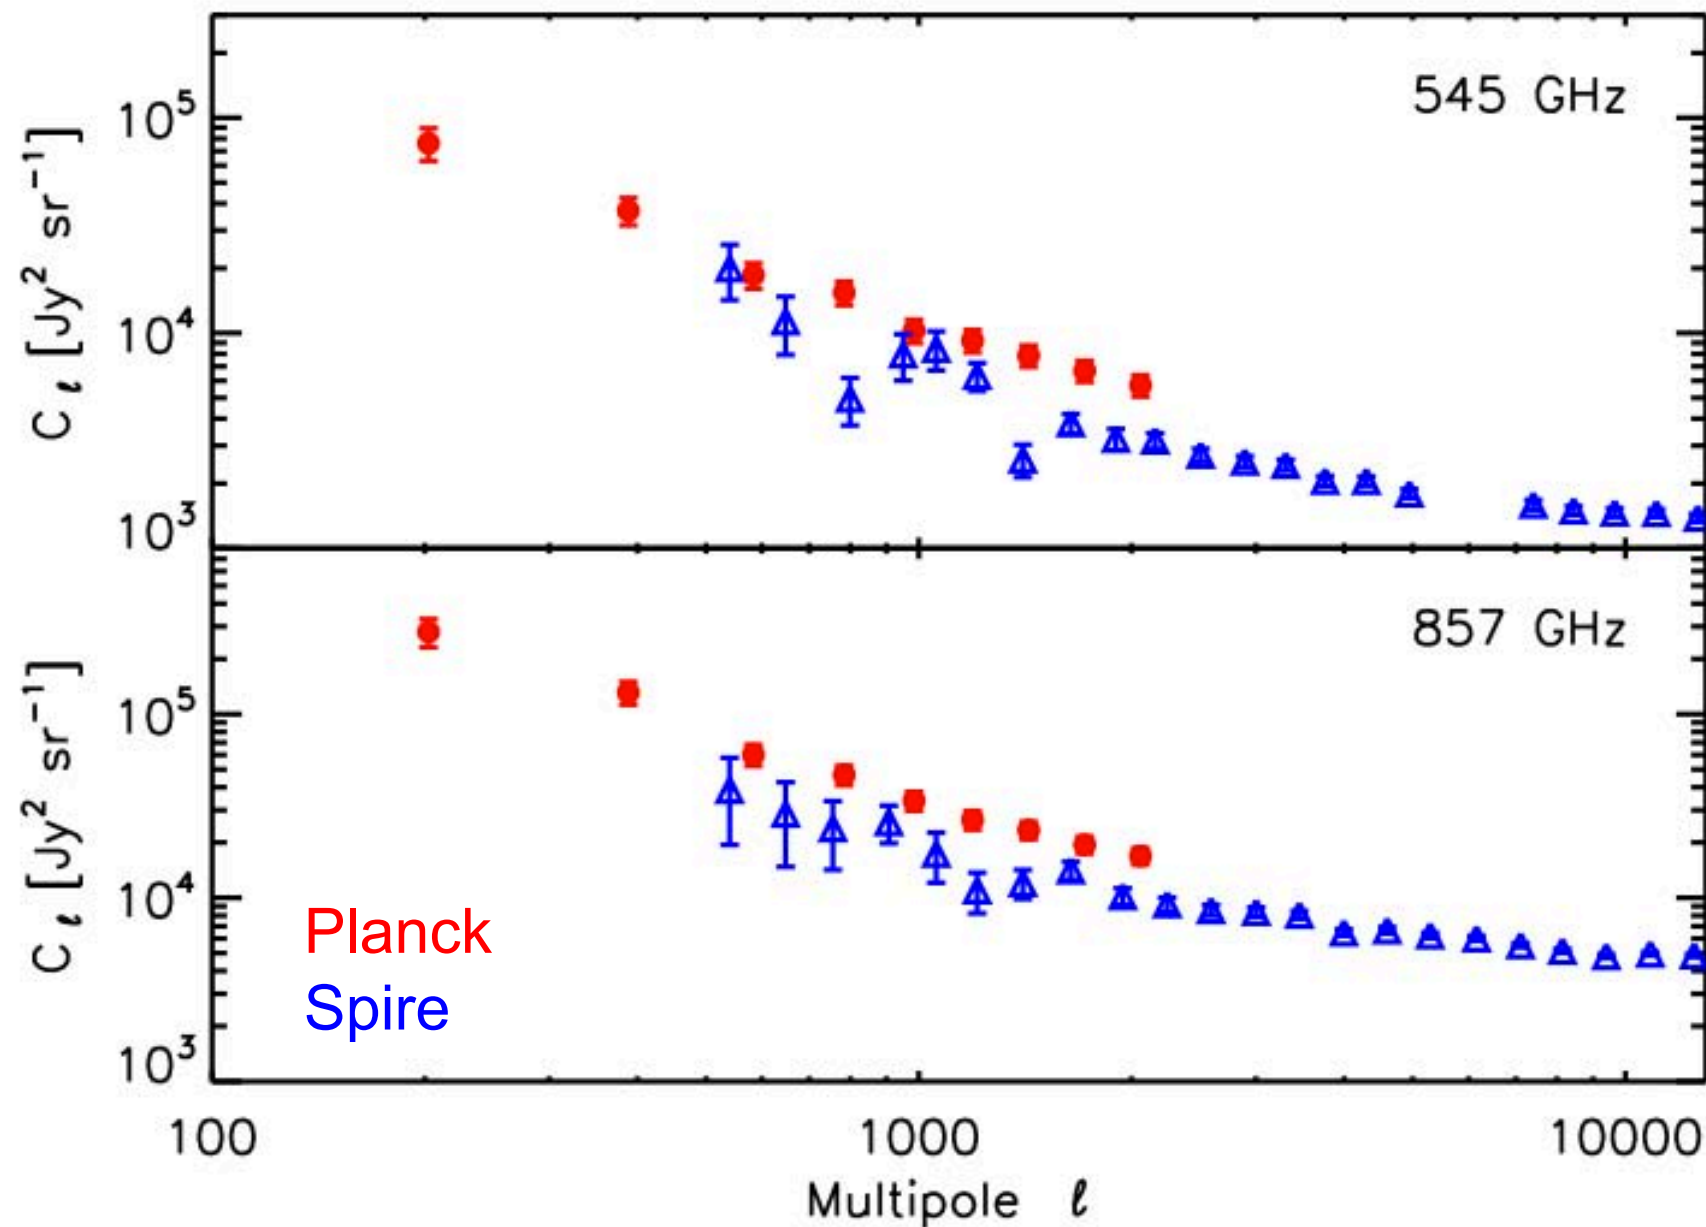 545 GHz
10⁵
10⁴
10³
C ℓ [Jy² sr⁻¹]
857 GHz
10⁵
10⁴
10³
C ℓ [Jy² sr⁻¹]
Planck
Spire
100 1000 10000
Multipole ℓ